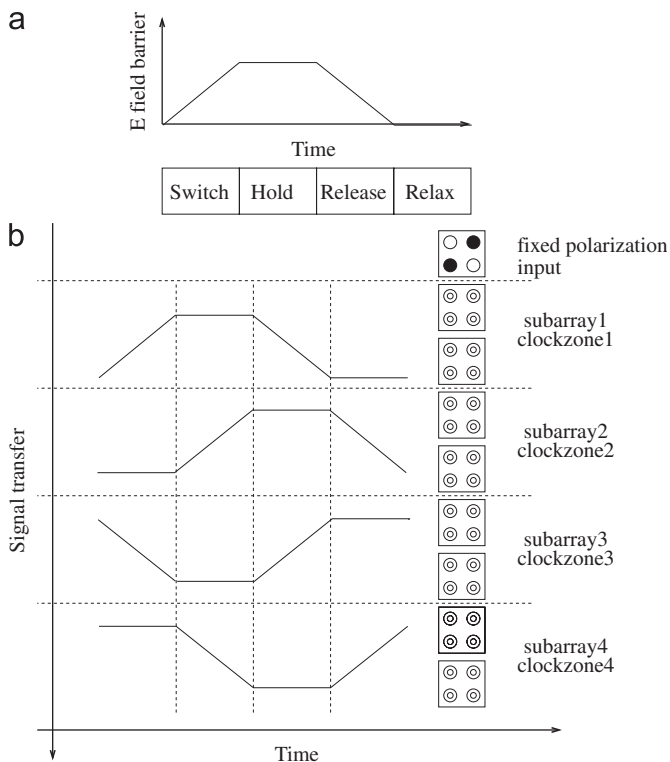 a
E field barrier
Time
Switch Hold Release Relax
b
fixed polarization
input
subarray1
clockzone1
subarray2
clockzone2
subarray3
clockzone3
subarray4
clockzone4
Signal transfer
Time